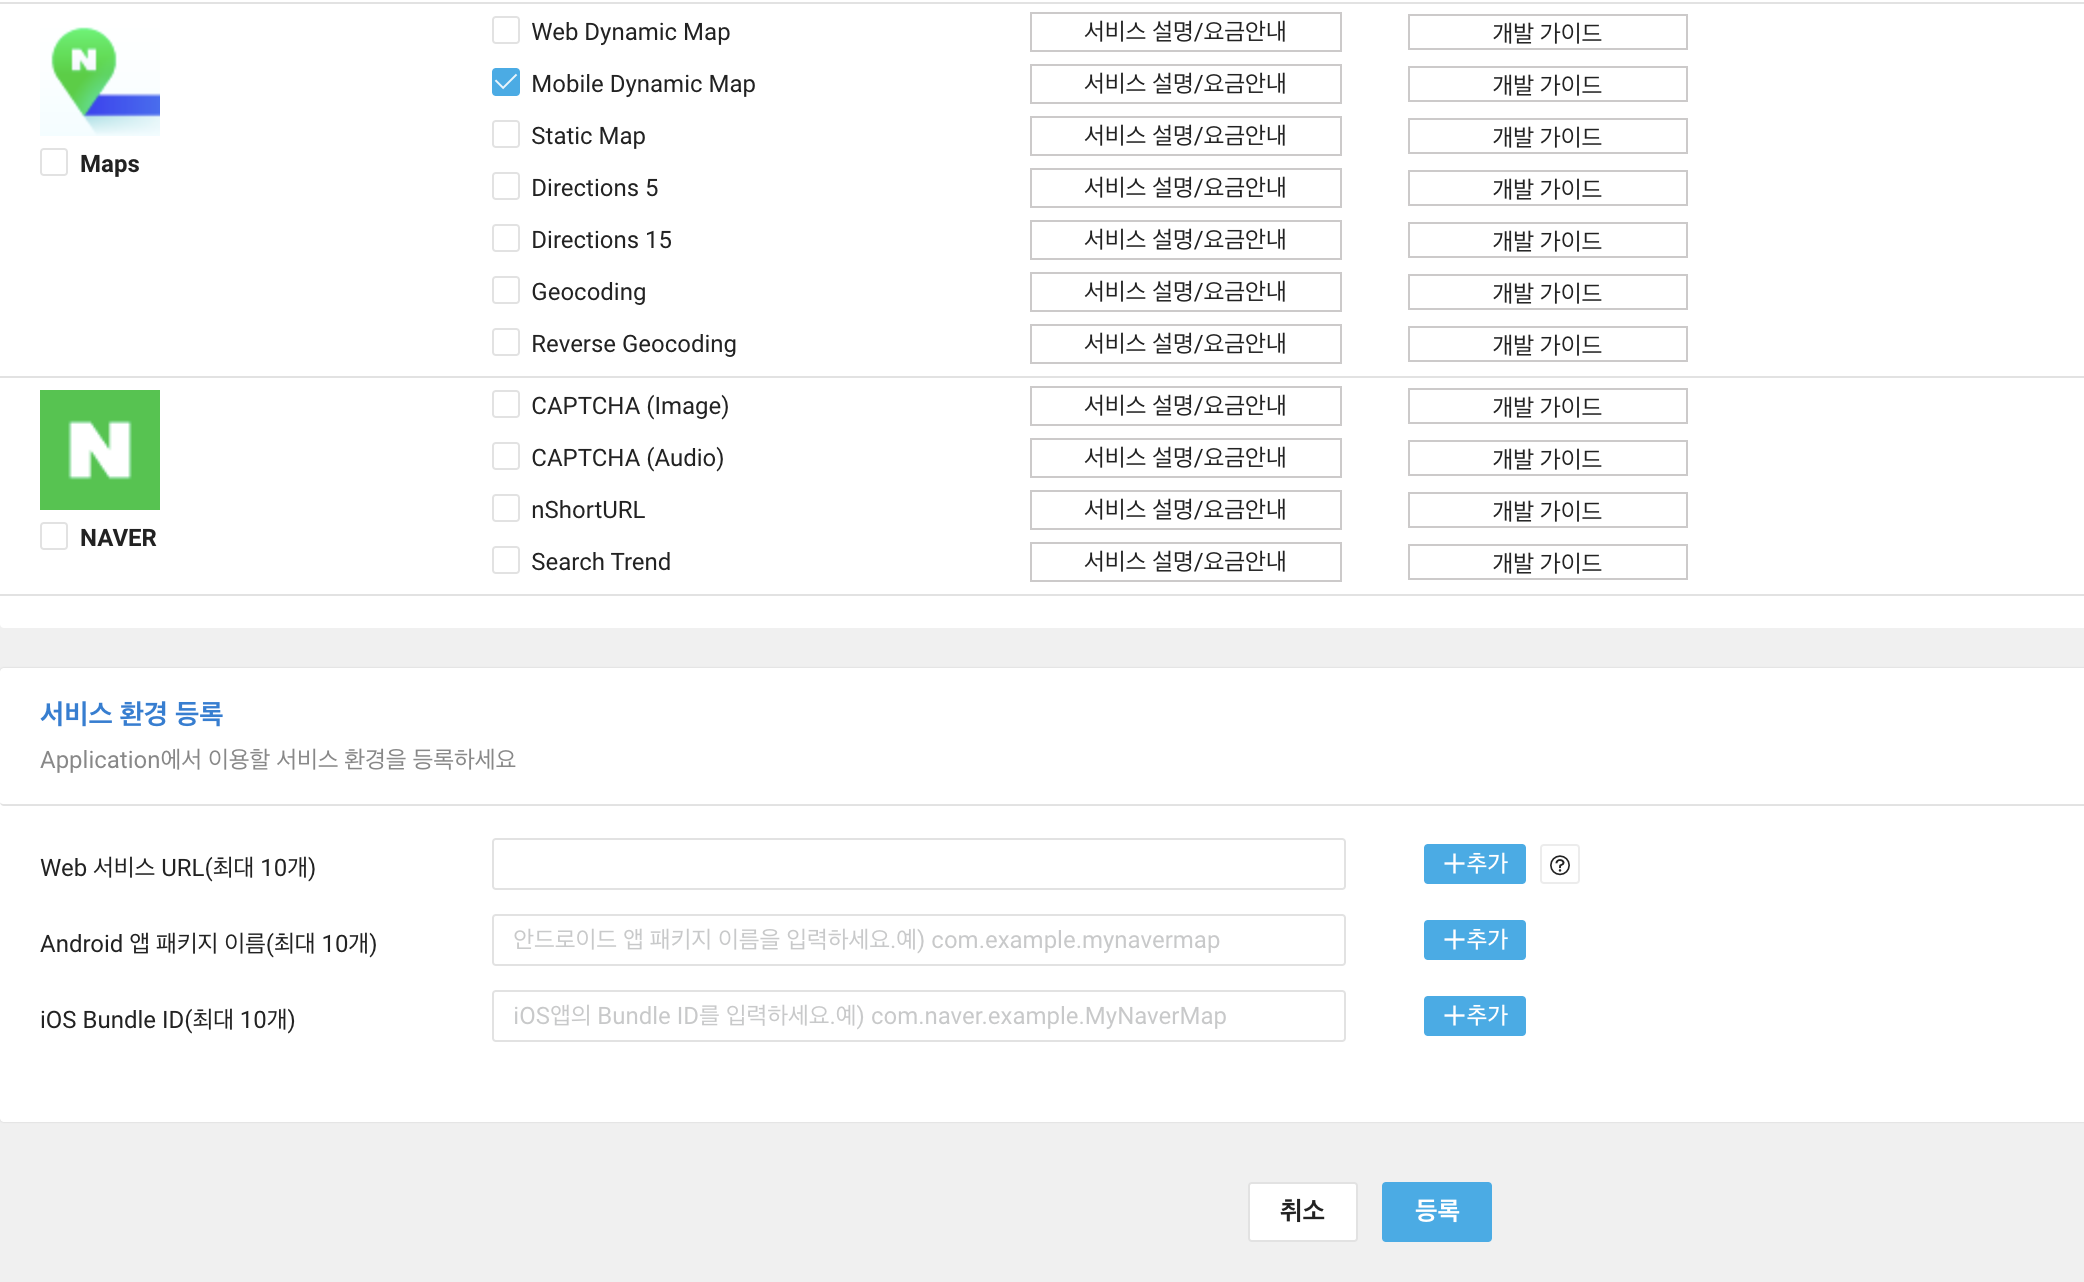 Web Dynamic Map 서비스 설명/요금안내 개발 가이드
N
Mobile Dynamic Map 서비스 설명/요금안내 개발 가이드
Static Map 서비스 설명/요금안내 개발 가이드
Maps
Directions 5 서비스 설명/요금안내 개발 가이드
Directions 15 서비스 설명/요금안내 개발 가이드
Geocoding 서비스 설명/요금안내 개발 가이드
Reverse Geocoding 서비스 설명/요금안내 개발 가이드
CAPTCHA (Image) 서비스 설명/요금안내 개발 가이드
N
CAPTCHA (Audio) 서비스 설명/요금안내 개발 가이드
nShortURL 서비스 설명/요금안내 개발 가이드
NAVER
Search Trend 서비스 설명/요금안내 개발 가이드
서비스 환경 등록
Application에서 이용할 서비스 환경을 등록하세요
Web 서비스 URL(최대 10개) +추가 ?
Android 앱 패키지 이름(최대 10개) 안드로이드 앱 패키지 이름을 입력하세요.예) com.example.mynavermap +추가
iOS Bundle ID(최대 10개) iOS앱의 Bundle ID를 입력하세요.예) com.naver.example.MyNaverMap +추가
취소 등록